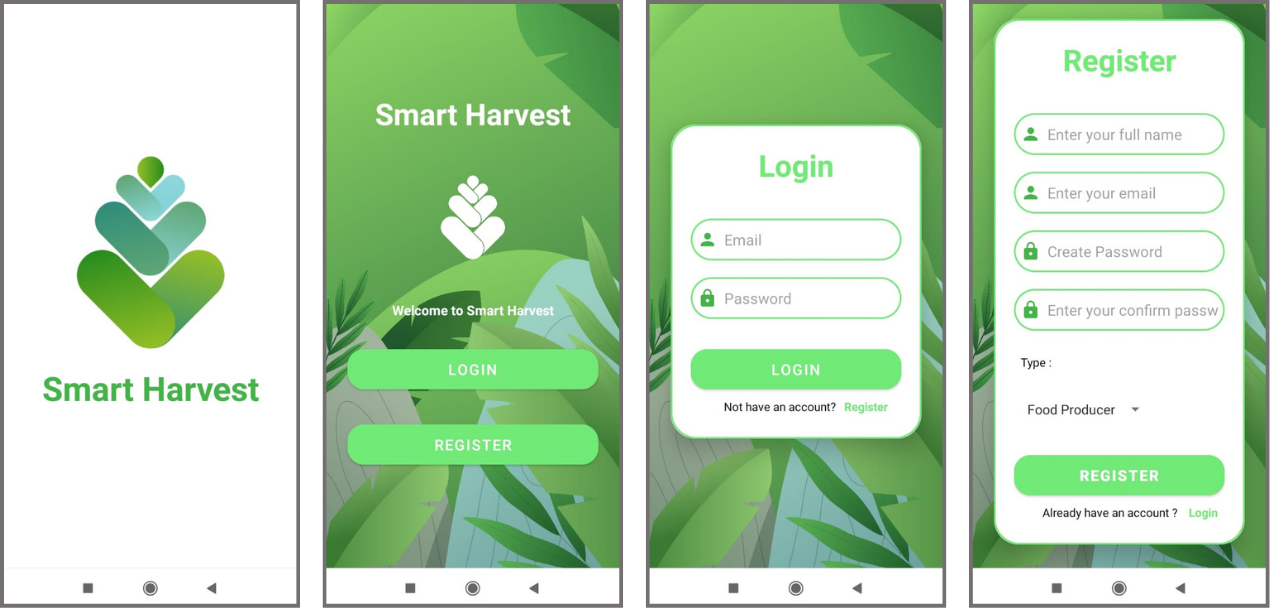 Smart Harvest
Smart Harvest
Welcome to Smart Harvest
LOGIN
REGISTER
Login
Email
Password
LOGIN
Not have an account? Register
Register
Enter your full name
Enter your email
Create Password
Enter your confirm passw
Type :
Food Producer
REGISTER
Already have an account ? Login